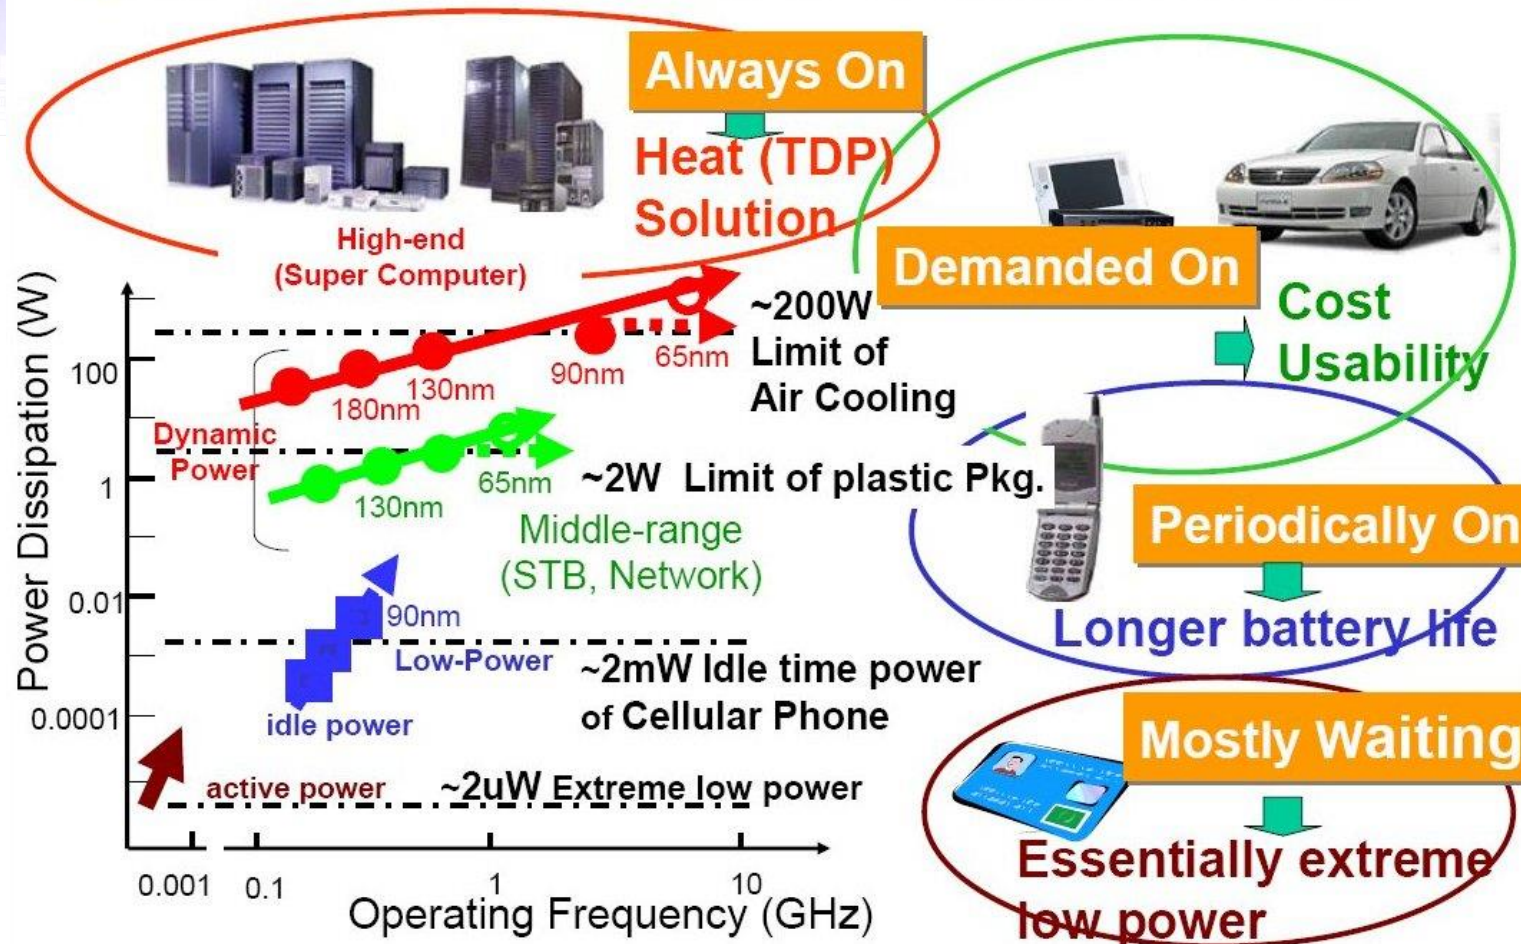 Always On
Heat (TDP)
Solution
High-end
(Super Computer)
Demanded On
Cost
Usability
Power Dissipation (W)
100
1
0.01
0.0001
~200W
Limit of
Air Cooling
180nm
130nm
90nm
65nm
Dynamic
Power
130nm
65nm
~2W Limit of plastic Pkg.
Middle-range
(STB, Network)
Periodically On
Longer battery life
90nm
Low-Power
idle power
~2mW Idle time power
of Cellular Phone
Mostly Waiting
active power
~2uW Extreme low power
Essentially extreme
low power
0.001
0.1
1
10
Operating Frequency (GHz)